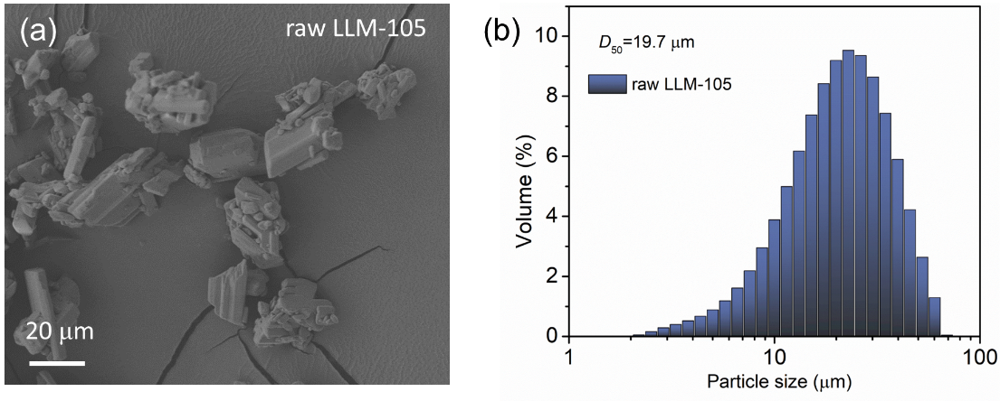 (a)
raw LLM-105
20 μm
(b)
D50=19.7 μm
raw LLM-105
Volume (%)
10
8
6
4
2
0
1
10
100
Particle size (μm)